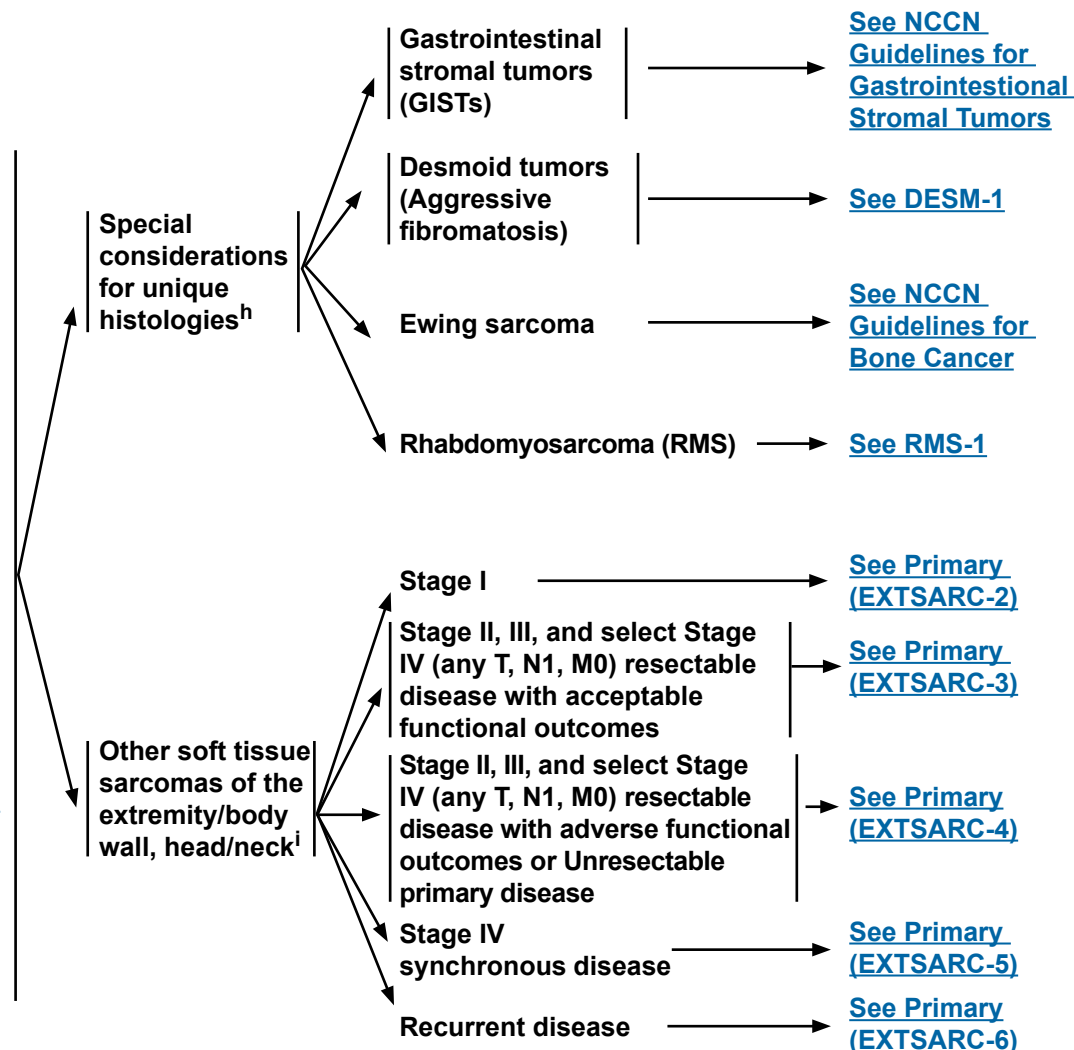 Gastrointestinal
stromal tumors
(GISTs)
See NCCN
Guidelines for
Gastrointestional
Stromal Tumors
Desmoid tumors
(Aggressive
fibromatosis)
See DESM-1
Special
considerations
for unique
histologiesh
Ewing sarcoma
See NCCN
Guidelines for
Bone Cancer
Rhabdomyosarcoma (RMS)
See RMS-1
Stage I
See Primary
(EXTSARC-2)
Stage II, III, and select Stage
IV (any T, N1, M0) resectable
disease with acceptable
functional outcomes
See Primary
(EXTSARC-3)
Other soft tissue
sarcomas of the
extremity/body
wall, head/necki
Stage II, III, and select Stage
IV (any T, N1, M0) resectable
disease with adverse functional
outcomes or Unresectable
primary disease
See Primary
(EXTSARC-4)
Stage IV
synchronous disease
See Primary
(EXTSARC-5)
Recurrent disease
See Primary
(EXTSARC-6)